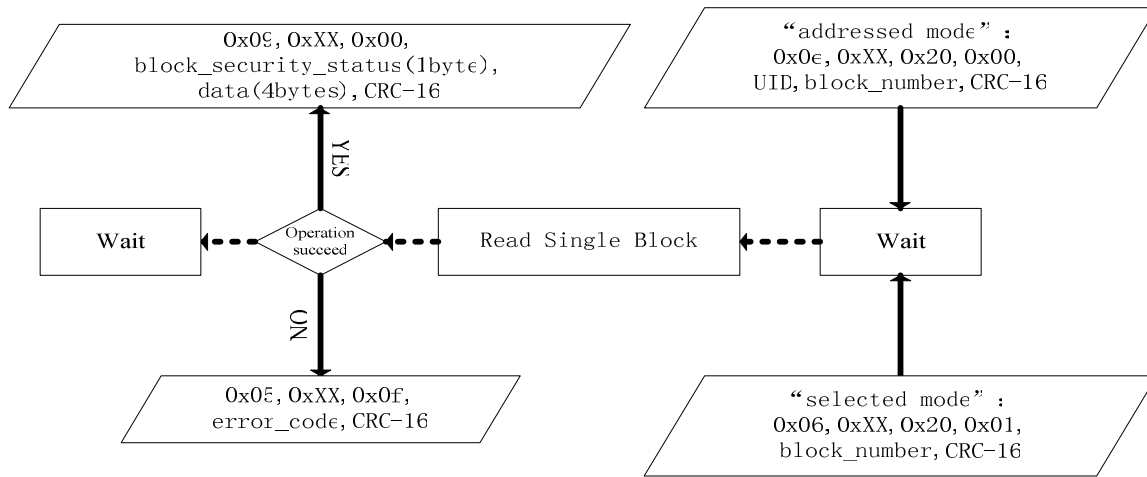 0x09, 0xXX, 0x00,
block_security_status(1byte),
data(4bytes), CRC-16
“addressed mode” :
0x0e, 0xXX, 0x20, 0x00,
UID, block_number, CRC-16
YES
Wait
Operation
succeed
Read Single Block
Wait
ON
0x05, 0xXX, 0x0f,
error_code, CRC-16
“selected mode” :
0x06, 0xXX, 0x20, 0x01,
block_number, CRC-16